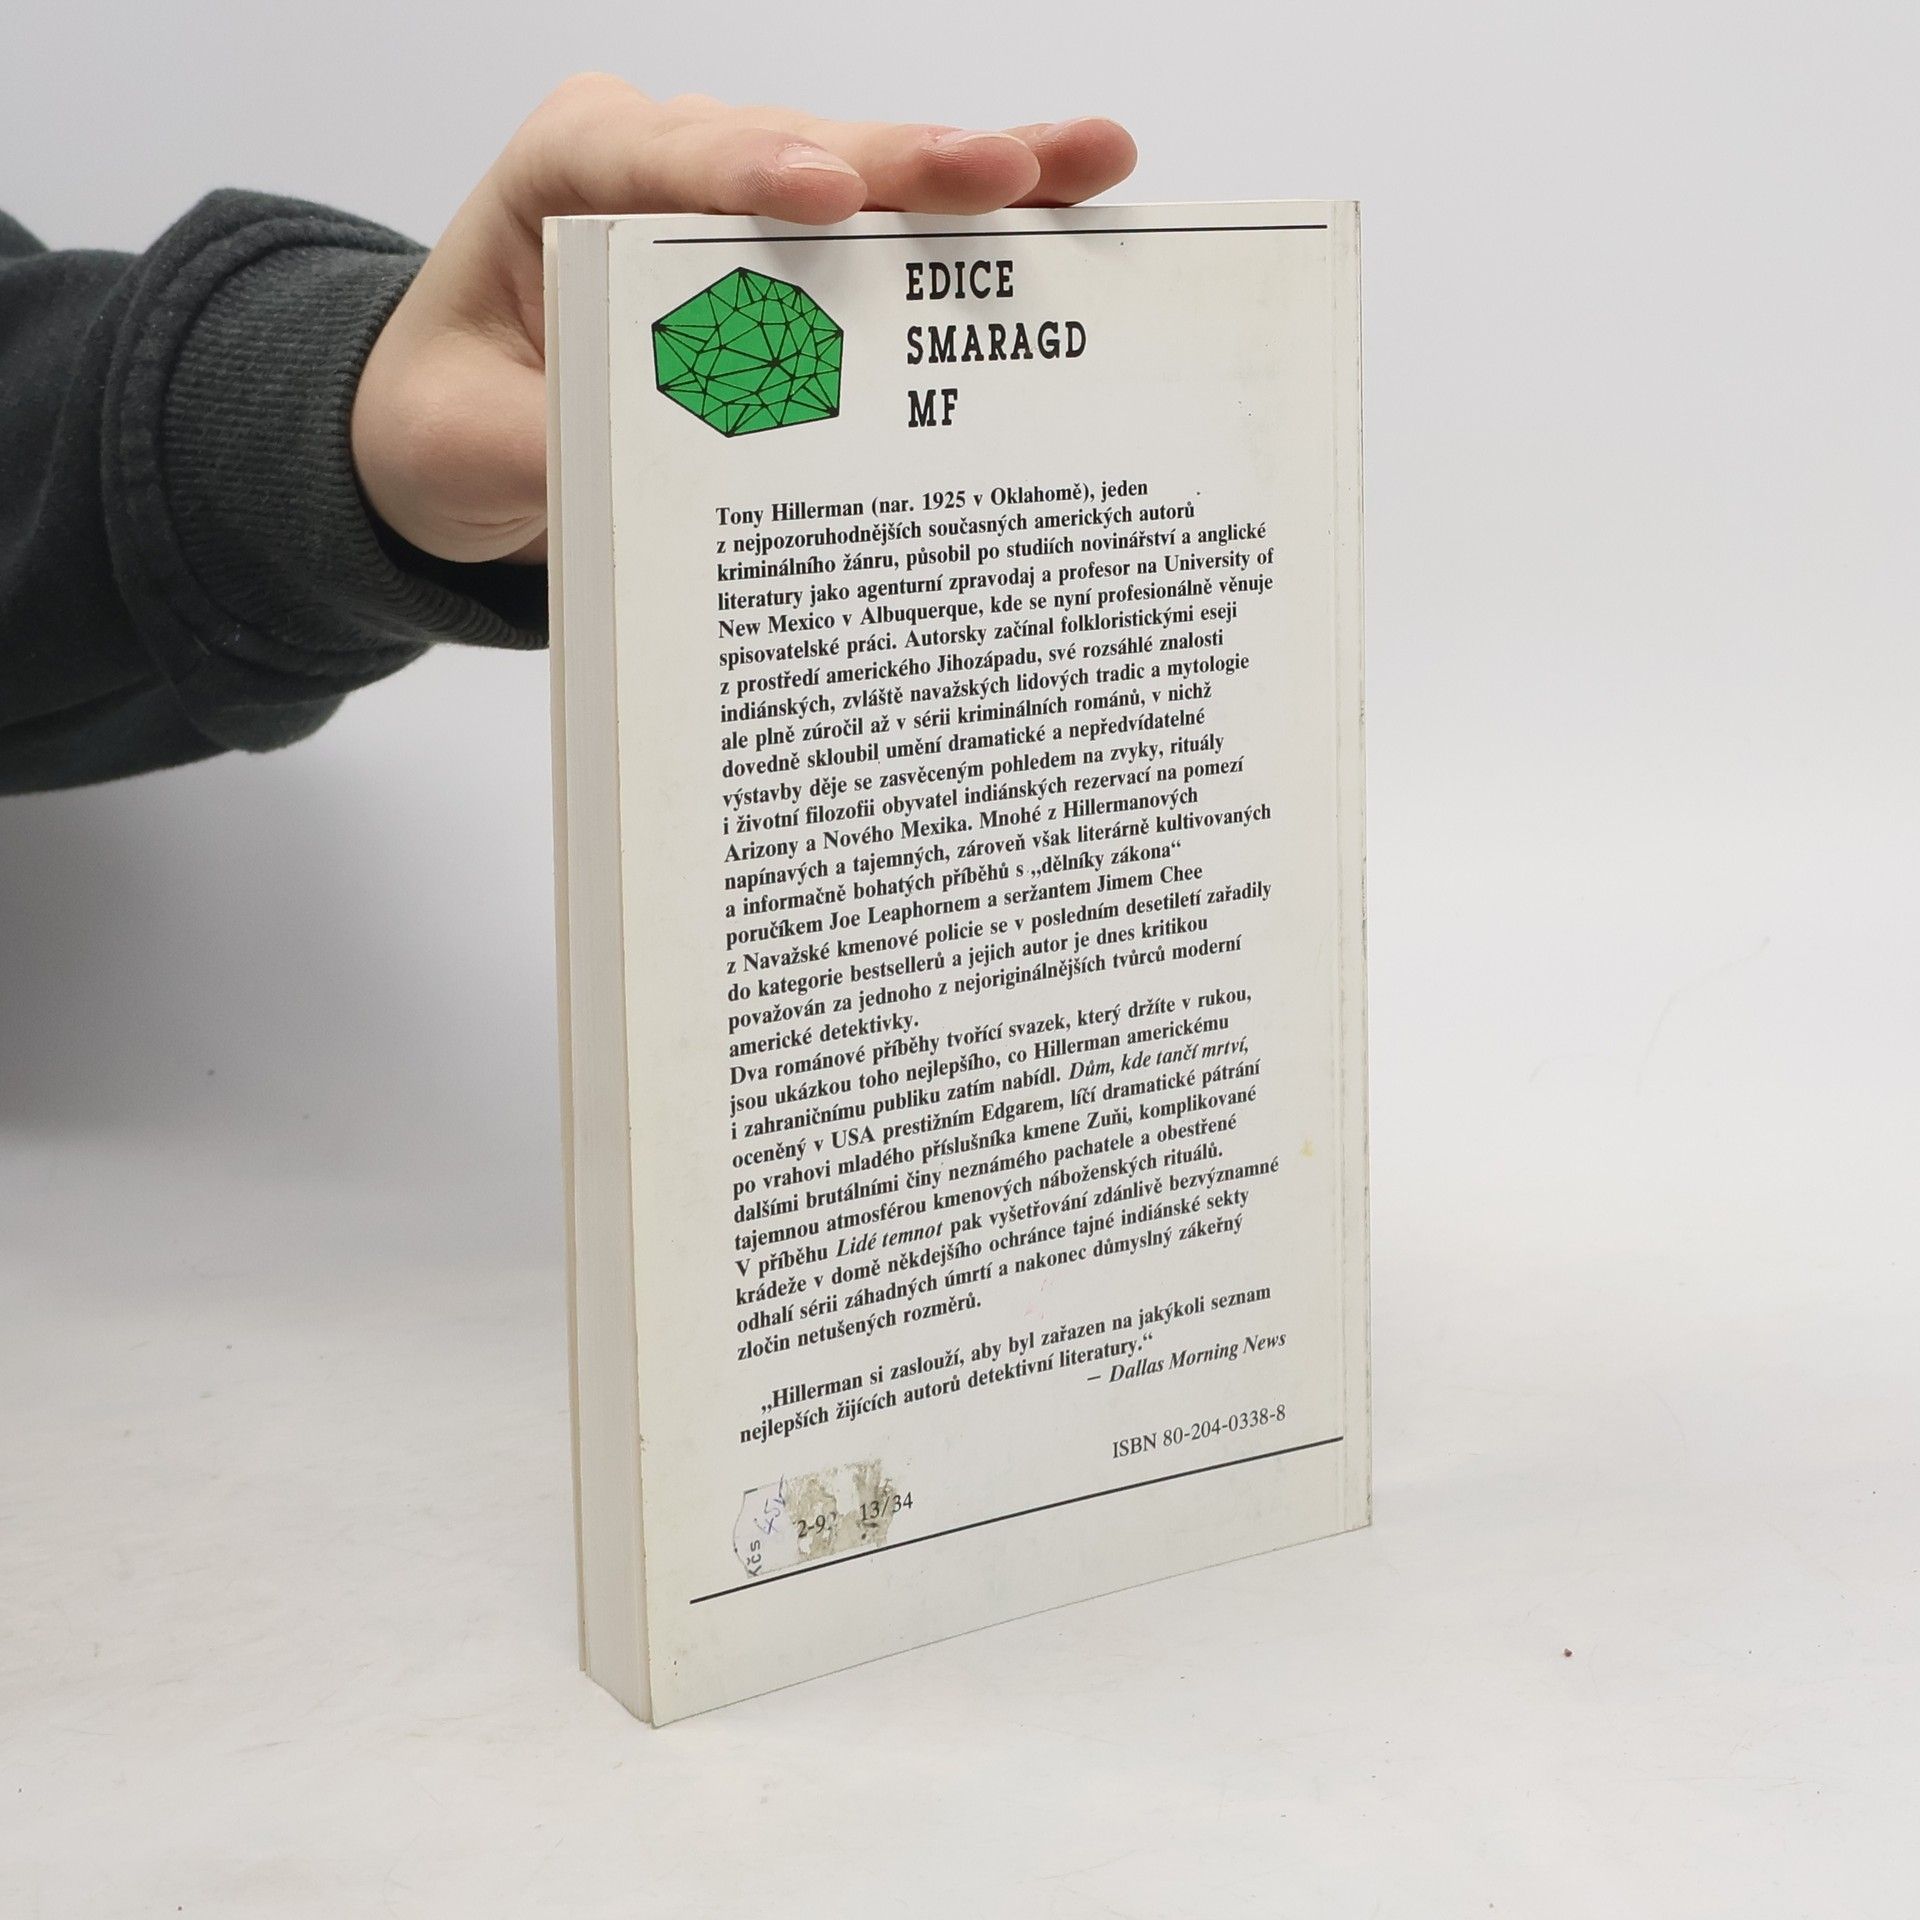 EDICE
SMARAGD
MF
Tony Hillerman (nar. 1925 v Oklahomě), jeden
z nejpozoruhodnějších současných amerických autorů
kriminálního žánru, působil po studiích novinářství a anglické
literatury jako agenturní zpravodaj a profesor na University of
New Mexico v Albuquerque, kde se nyní profesionálně věnuje
spisovatelské práci. Autorsky začínal folkloristickými eseji
z prostředí amerického Jihozápadu, své rozsáhlé znalosti
indiánských, zvláště navažských lidových tradic a mytologie
ale plně zúročil až v sérii kriminálních románů, v nichž
dovedně skloubil umění dramatické a nepředvídatelné
výstavby děje se zasvěceným pohledem na zvyky, rituály
i životní filozofii obyvatel indiánských rezervací na pomezí
Arizony a Nového Mexika. Mnohé z Hillermanových
napínavých a tajemných, zároveň však literárně kultivovaných
a informačně bohatých příběhů s „dělníky zákona“
poručíkem Joe Leaphornem a seržantem Jimem Chee
z Navažské kmenové policie se v posledním desetiletí zařadily
do kategorie bestsellerů a jejich autor je dnes kritikou
považován za jednoho z nejoriginálnějších tvůrců moderní
americké detektivky.
Dva románové příběhy tvořící svazek, který držíte v rukou,
jsou ukázkou toho nejlepšího, co Hillerman americkému
i zahraničnímu publiku zatím nabídl. Dům, kde tančí mrtví,
oceněný v USA prestižním Edgarem, líčí dramatické pátrání
po vrahovi mladého příslušníka kmene Zuňi, komplikované
dalšími brutálními činy neznámého pachatele a obestřené
tajemnou atmosférou kmenových náboženských rituálů.
V příběhu Lidé temnot pak vyšetřování zdánlivě bezvýznamné
krádeže v domě někdejšího ochránce tajné indiánské sekty
odhalí sérii záhadných úmrtí a nakonec důmyslný zákeřný
zločin netušených rozměrů.
„Hillerman si zaslouží, aby byl zařazen na jakýkoli seznam
nejlepších žijících autorů detektivní literatury.“
– Dallas Morning News
ISBN 80-204-0338-8
13/34
Kčs